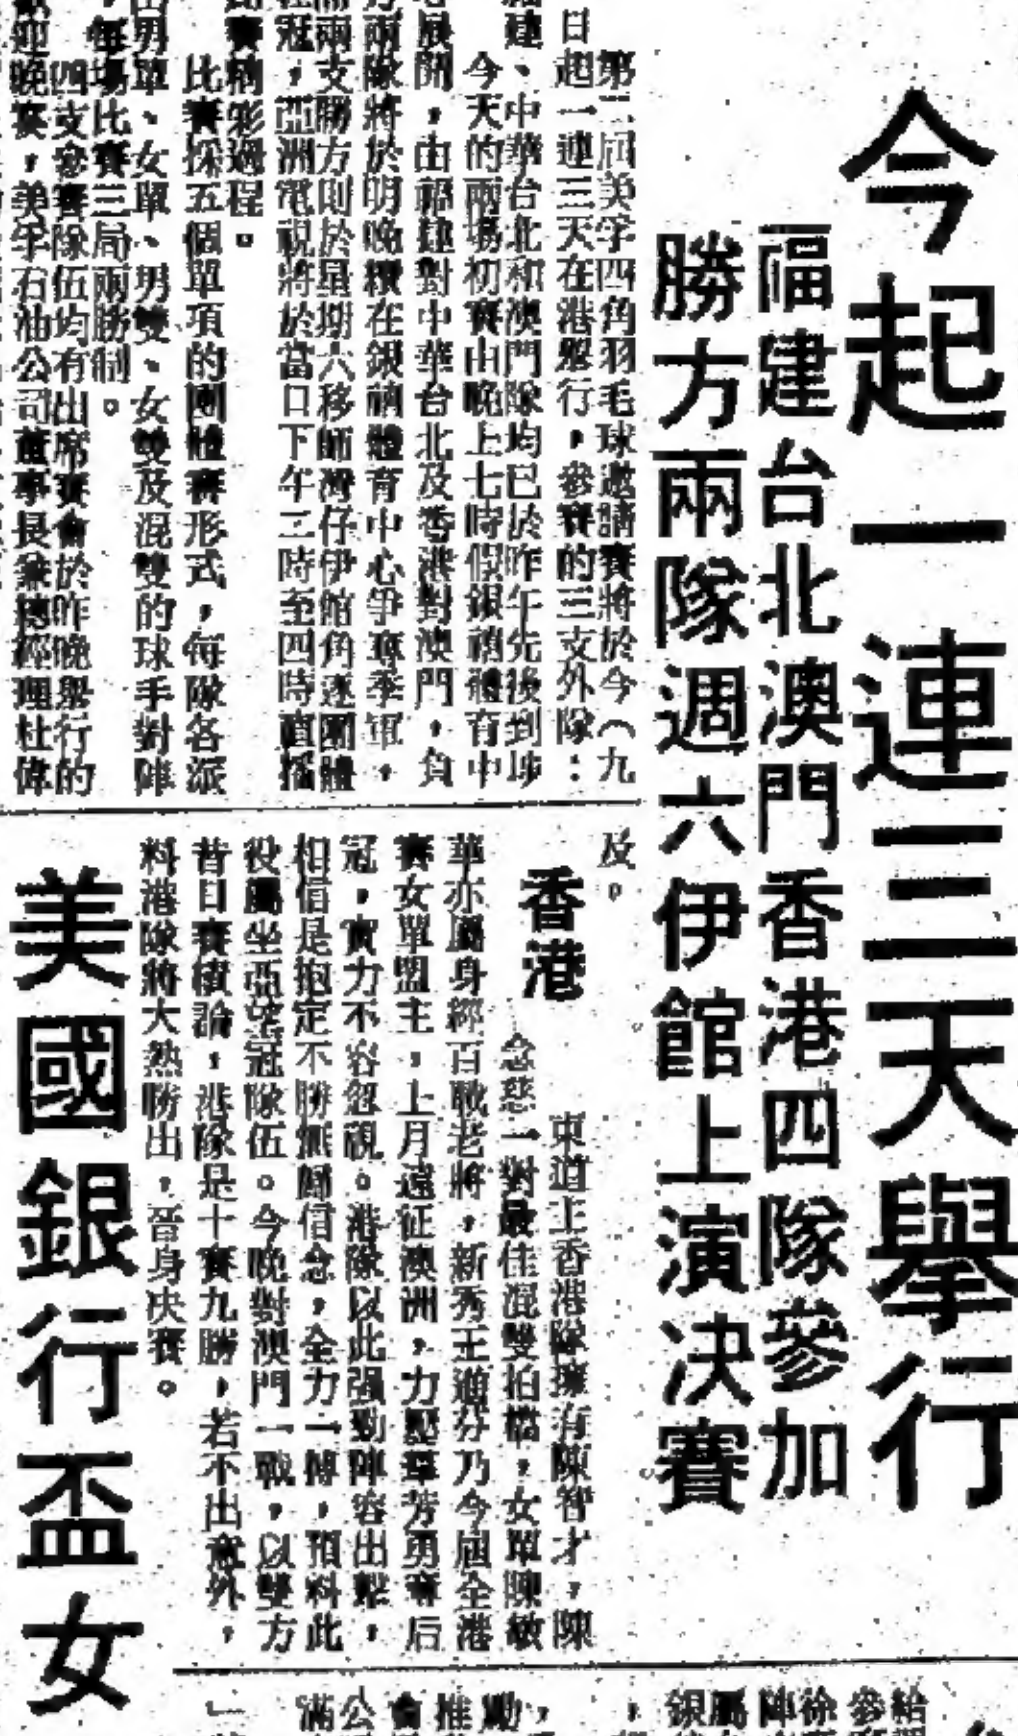 今起一連三天舉行
福建台北澳門香港四隊參加
勝方兩隊週六伊館上演決賽
第三屆美孚四角羽毛球邀請賽將於今（九
日起一連三天在港舉行，參賽的三支外隊：
建、中華台北和澳門隊均已於昨午先後到埗
今天的兩場初賽由晚上七時假銀禧體育中
展開，由福建對中華台北及香港對澳門，負
兩隊將於明晚續在銀禧體育中心爭奪季軍，
兩支勝方則於星期六移師灣仔伊館角逐團體
冠，亞洲電視將於當日下午二時至四時直播
賽精彩過程。
比賽採五個單項的團體賽形式，每隊各派
男單、女單、男雙、女雙及混雙的球手對陣
，每場比賽三局兩勝制。
四支參賽隊伍均有出席賽會於昨晚舉行的
迎晚宴，美孚石油公司董事長兼總經理杜偉
及。
香港
東道主香港隊擁有陳智才，陳
念慈一對最佳混雙拍檔，女單陳敏
華亦屬身經百戰老將，新秀王進芬乃今屆全港
賽女單盟主，上月遠征澳洲，力壓羣芳勇奪后
冠，實力不容忽視。港隊以此强勁陣容出擊，
相信是抱定不勝無歸信念，全力一搏，預料此
役屬坐亞望冠隊伍。今晚對澳門一戰，以雙方
昔日賽績論，港隊是十賽九勝，若不出意外，
料港隊將大熱勝出，晉身决賽。
美國銀行盃女